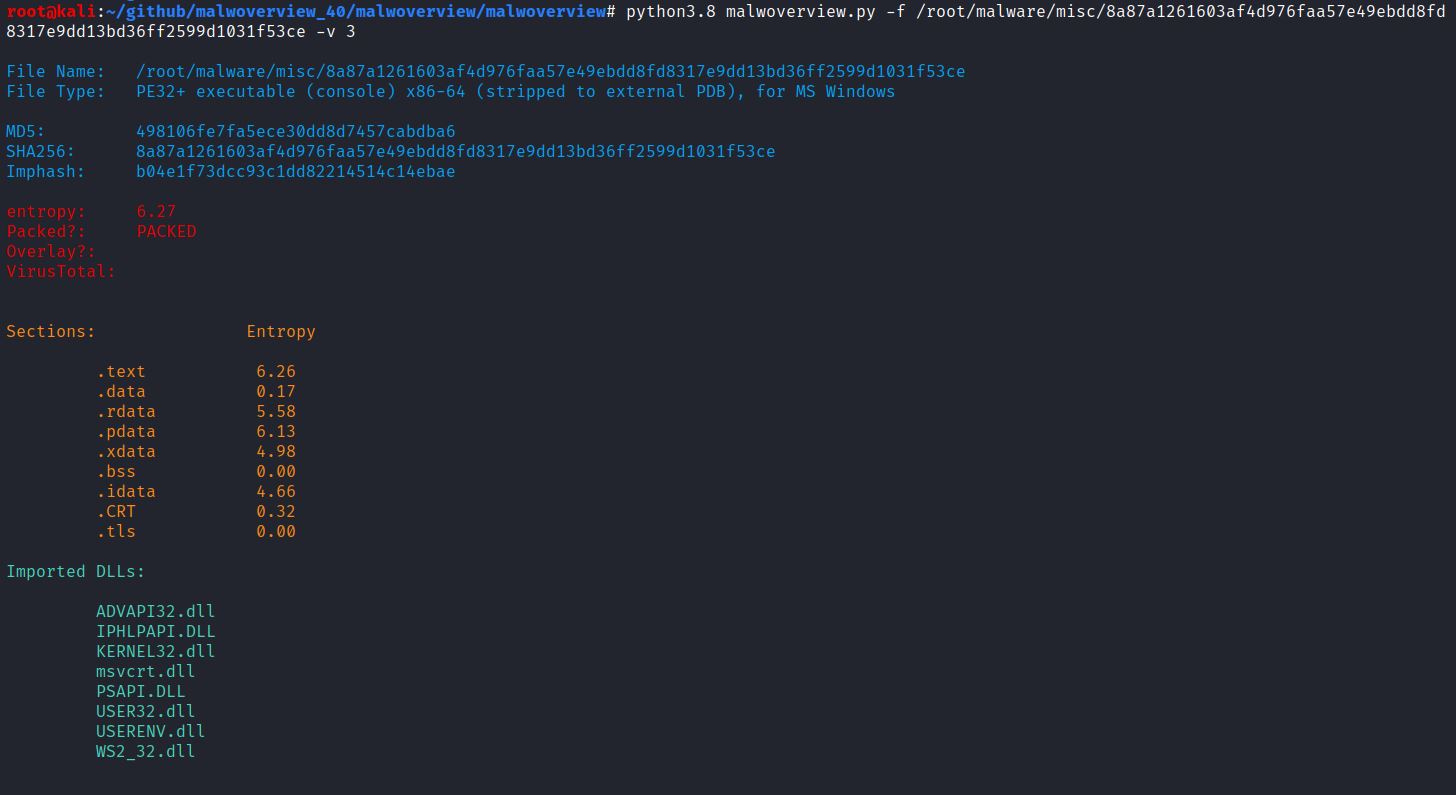 root@kali:~/github/malwoverview_40/malwoverview/malwoverview# python3.8 malwoverview.py -f /root/malware/misc/8a87a1261603af4d976faa57e49ebdd8fd
8317e9dd13bd36ff2599d1031f53ce -v 3
File Name: /root/malware/misc/8a87a1261603af4d976faa57e49ebdd8fd8317e9dd13bd36ff2599d1031f53ce
File Type: PE32+ executable (console) x86-64 (stripped to external PDB), for MS Windows
MD5: 498106fe7fa5ece30dd8d7457cabdba6
SHA256: 8a87a1261603af4d976faa57e49ebdd8fd8317e9dd13bd36ff2599d1031f53ce
Imphash: b04e1f73dcc93c1dd82214514c14ebae
entropy: 6.27
Packed?: PACKED
Overlay?:
VirusTotal:
Sections: Entropy
.text 6.26
.data 0.17
.rdata 5.58
.pdata 6.13
.xdata 4.98
.bss 0.00
.idata 4.66
.CRT 0.32
.tls 0.00
Imported DLLs:
ADVAPI32.dll
IPHLPAPI.DLL
KERNEL32.dll
msvcrt.dll
PSAPI.DLL
USER32.dll
USERENV.dll
WS2_32.dll